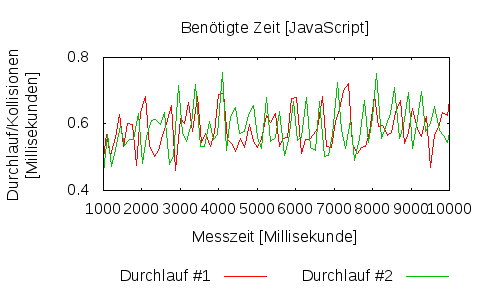 Benötigte Zeit [JavaScript]
Durchlauf/Kollisionen
[Millisekunden]
0.8
0.6
0.4
1000 2000 3000 4000 5000 6000 7000 8000 9000 10000
Messzeit [Millisekunde]
Durchlauf #1 Durchlauf #2